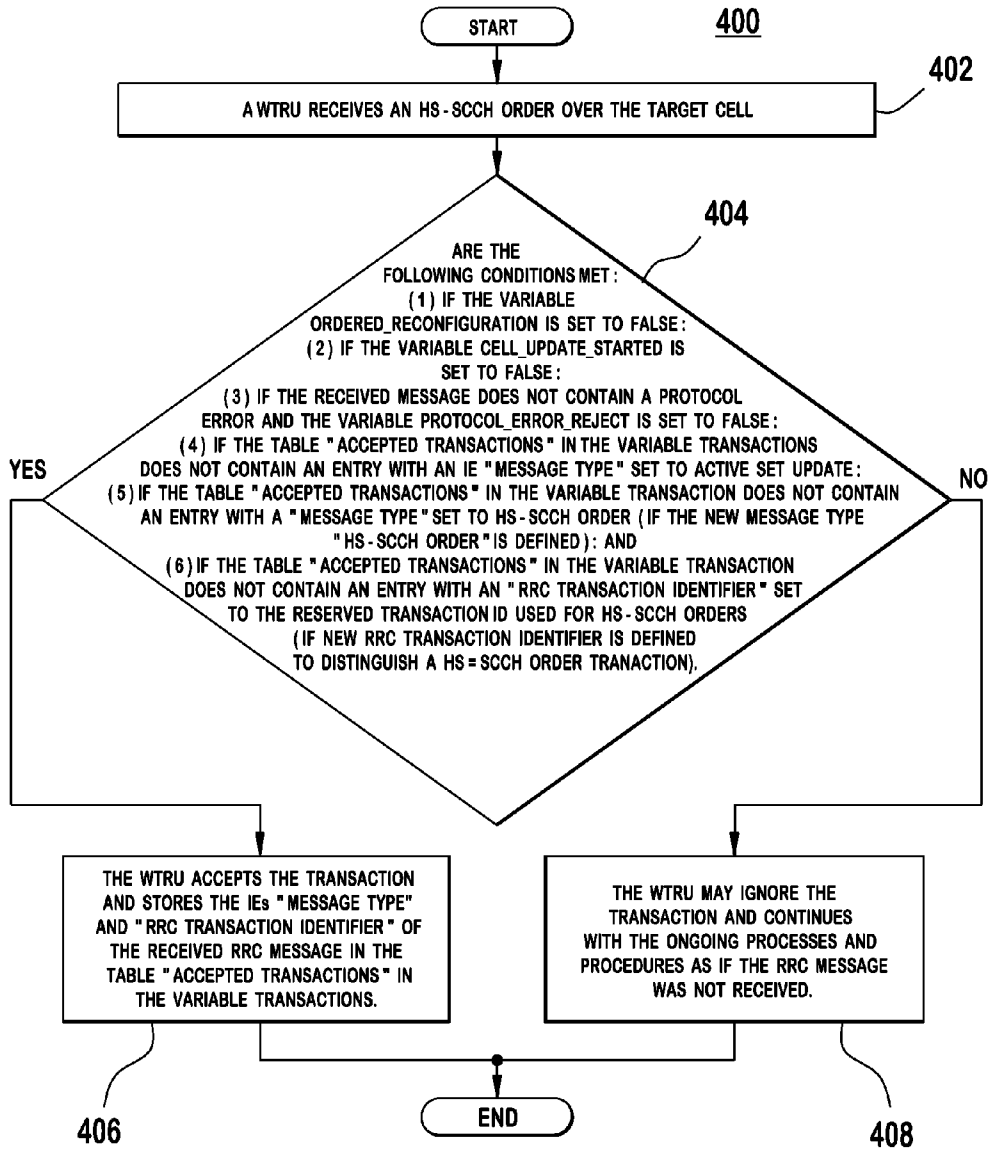 START
400
402
A WTRU RECEIVES AN HS-SCCH ORDER OVER THE TARGET CELL
404
ARE THE
FOLLOWING CONDITIONS MET:
(1) IF THE VARIABLE
ORDERED_RECONFIGURATION IS SET TO FALSE:
(2) IF THE VARIABLE CELL_UPDATE_STARTED IS
SET TO FALSE:
(3) IF THE RECEIVED MESSAGE DOES NOT CONTAIN A PROTOCOL
ERROR AND THE VARIABLE PROTOCOL_ERROR_REJECT IS SET TO FALSE:
(4) IF THE TABLE "ACCEPTED TRANSACTIONS" IN THE VARIABLE TRANSACTIONS
DOES NOT CONTAIN AN ENTRY WITH AN IE "MESSAGE TYPE" SET TO ACTIVE SET UPDATE:
(5) IF THE TABLE "ACCEPTED TRANSACTIONS" IN THE VARIABLE TRANSACTION DOES NOT CONTAIN
AN ENTRY WITH A "MESSAGE TYPE" SET TO HS-SCCH ORDER (IF THE NEW MESSAGE TYPE
"HS-SCCH ORDER" IS DEFINED): AND
(6) IF THE TABLE "ACCEPTED TRANSACTIONS" IN THE VARIABLE TRANSACTION
DOES NOT CONTAIN AN ENTRY WITH AN "RRC TRANSACTION IDENTIFIER" SET
TO THE RESERVED TRANSACTION ID USED FOR HS-SCCH ORDERS
(IF NEW RRC TRANSACTION IDENTIFIER IS DEFINED
TO DISTINGUISH A HS=SCCH ORDER TRANACTION).
YES
NO
THE WTRU ACCEPTS THE TRANSACTION
AND STORES THE IEs "MESSAGE TYPE"
AND "RRC TRANSACTION IDENTIFIER" OF
THE RECEIVED RRC MESSAGE IN THE
TABLE "ACCEPTED TRANSACTIONS" IN
THE VARIABLE TRANSACTIONS.
THE WTRU MAY IGNORE THE
TRANSACTION AND CONTINUES
WITH THE ONGOING PROCESSES AND
PROCEDURES AS IF THE RRC MESSAGE
WAS NOT RECEIVED.
END
406
408